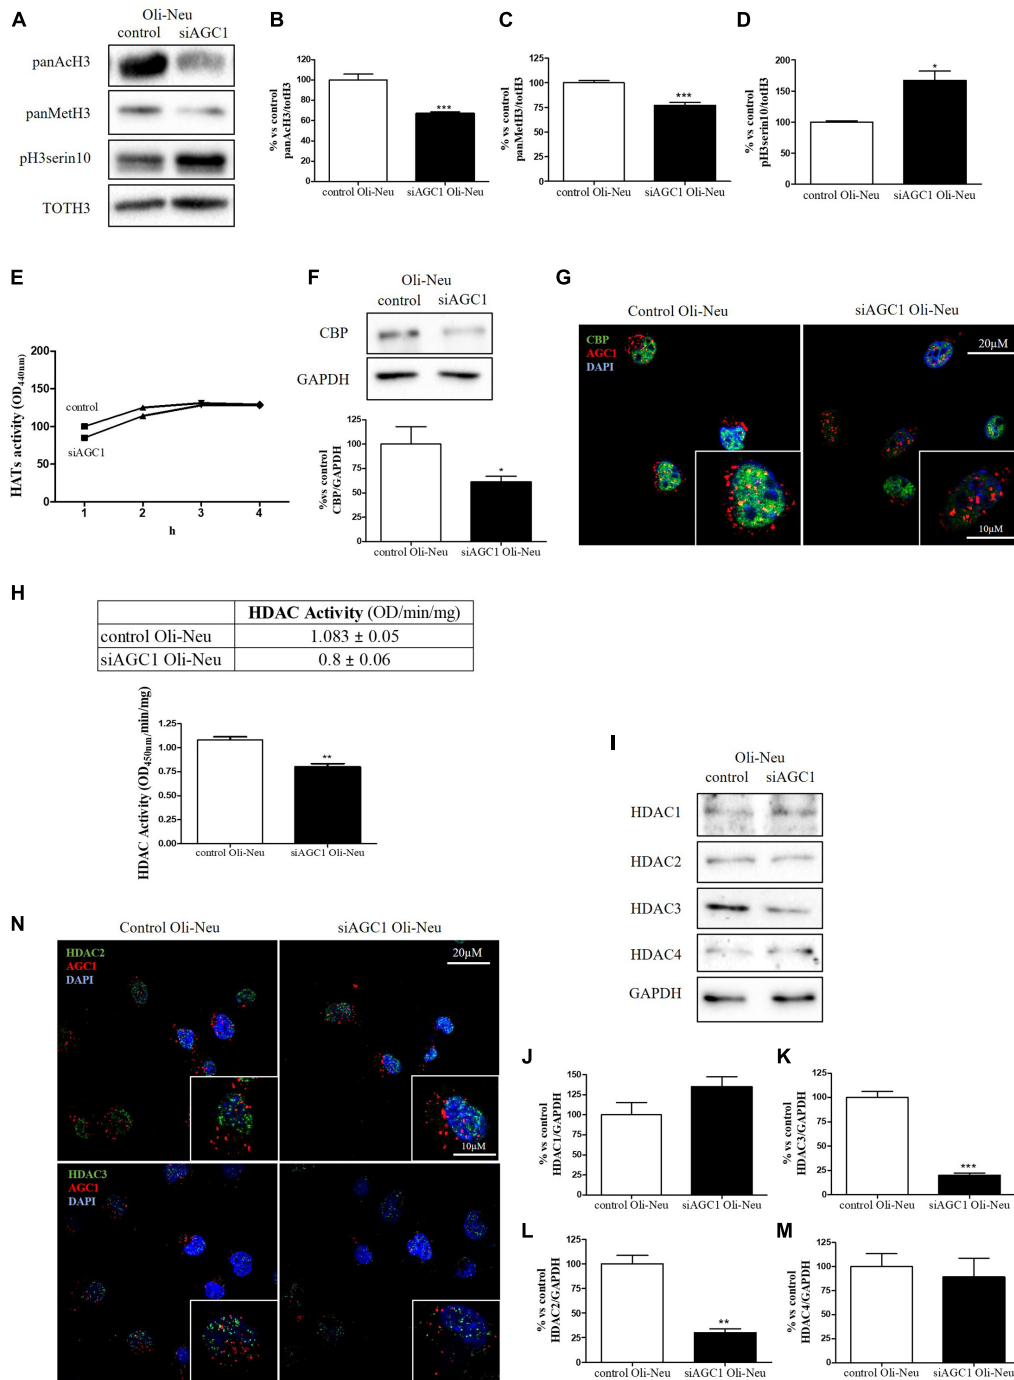 A
Oli-Neu
control siAGC1
panAcH3
panMetH3
pH3serin10
TOTH3
B
% vs control
panAcH3/totH3
120
100
80
60
40
20
0
***
control Oli-Neu siAGC1 Oli-Neu
C
% vs control
panMetH3/totH3
125
100
75
50
25
0
***
control Oli-Neu siAGC1 Oli-Neu
D
% vs control
pH3serin10/totH3
200
150
100
50
0
*
control Oli-Neu siAGC1 Oli-Neu
E
HATs activity (OD440nm)
200
150
100
50
0
control
siAGC1
1 2 3 4
h
F
Oli-Neu
control siAGC1
CBP
GAPDH
%vs control
CBP/GAPDH
125
100
75
50
25
0
*
control Oli-Neu siAGC1 Oli-Neu
G
Control Oli-Neu siAGC1 Oli-Neu
CBP
AGC1
DAPI
20µM
10µM
H
HDAC Activity (OD/min/mg)
control Oli-Neu 1.083 ± 0.05
siAGC1 Oli-Neu 0.8 ± 0.06
HDAC Activity (OD450nm/min/mg)
1.25
1.00
0.75
0.50
0.25
0.00
**
control Oli-Neu siAGC1 Oli-Neu
I
Oli-Neu
control siAGC1
HDAC1
HDAC2
HDAC3
HDAC4
GAPDH
J
% vs control
HDAC1/GAPDH
150
125
100
75
50
25
0
control Oli-Neu siAGC1 Oli-Neu
K
% vs control
HDAC3/GAPDH
125
100
75
50
25
0
***
control Oli-Neu siAGC1 Oli-Neu
L
% vs control
HDAC2/GAPDH
125
100
75
50
25
0
**
control Oli-Neu siAGC1 Oli-Neu
M
% vs control
HDAC4/GAPDH
125
100
75
50
25
0
control Oli-Neu siAGC1 Oli-Neu
N
Control Oli-Neu siAGC1 Oli-Neu
HDAC2
AGC1
DAPI
20µM
10µM
HDAC3
AGC1
DAPI